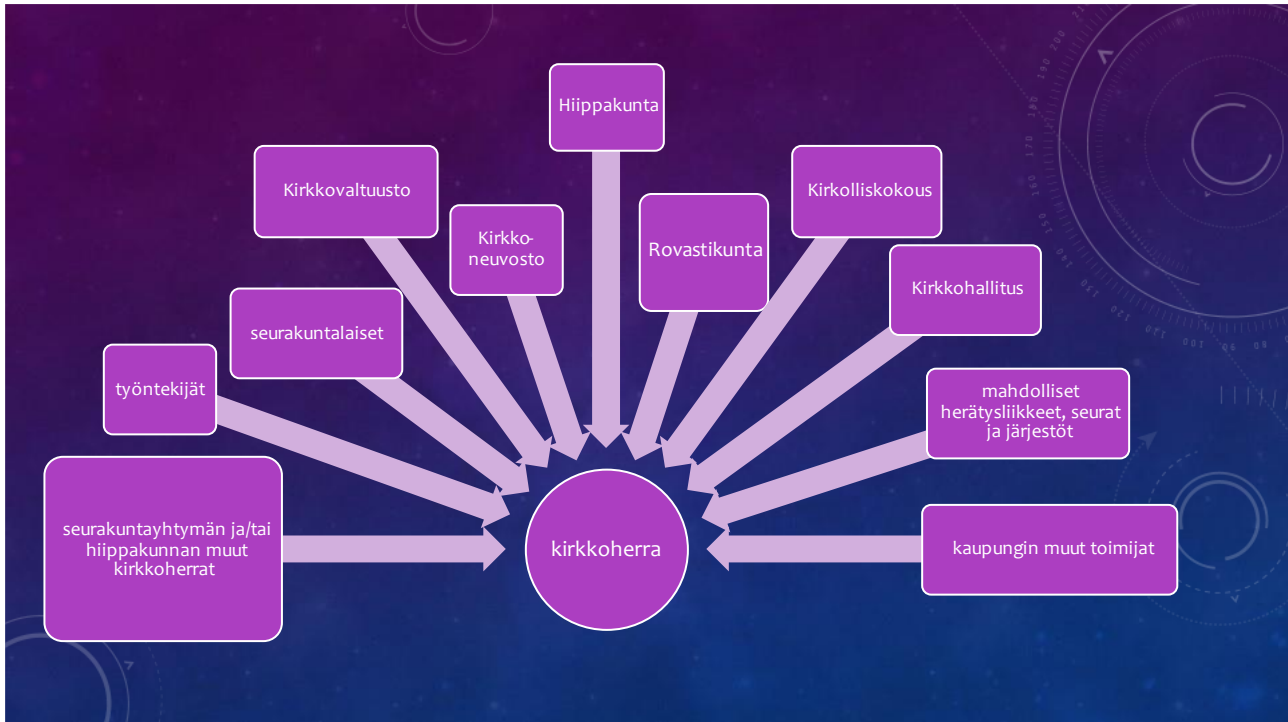 Hiippakunta
Kirkkovaltuusto
Kirkko-
neuvosto
Rovastikunta
Kirkolliskokous
Kirkkohallitus
seurakuntalaiset
työntekijät
mahdolliset
herätysliikkeet, seurat
ja järjestöt
seurakuntayhtymän ja/tai
hiippakunnan muut
kirkkoherrat
kirkkoherra
kaupungin muut toimijat